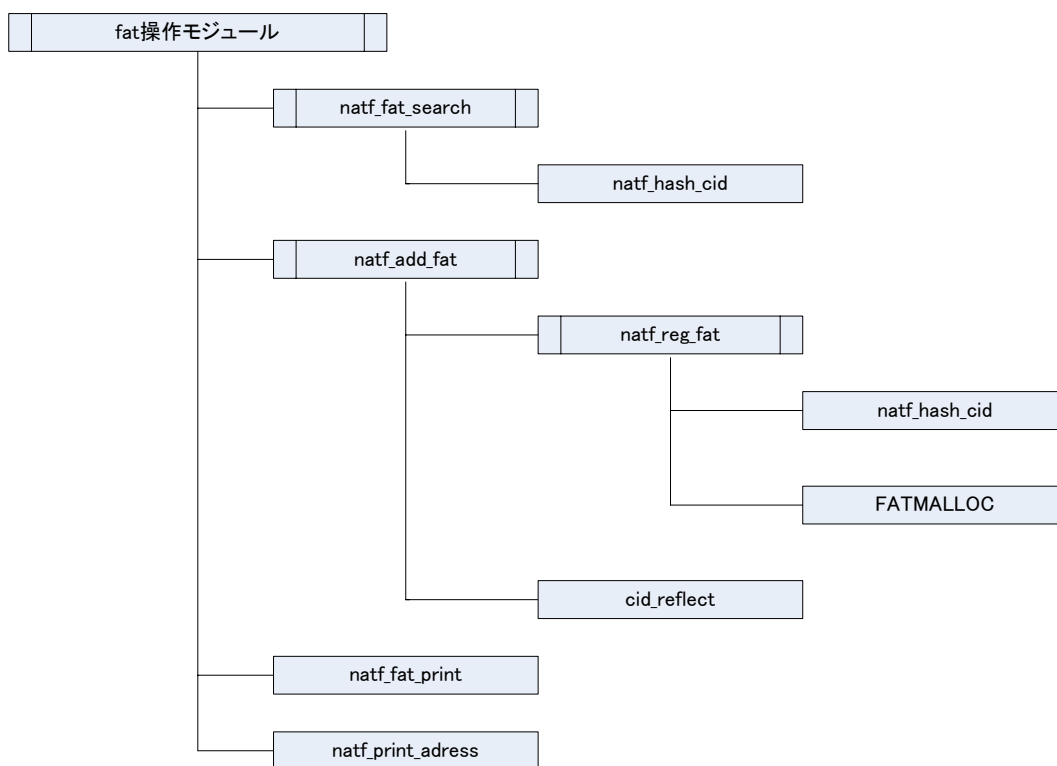 fat操作モジュール
natf_fat_search
natf_hash_cid
natf_add_fat
natf_reg_fat
natf_hash_cid
FATMALLOC
cid_reflect
natf_fat_print
natf_print_adress